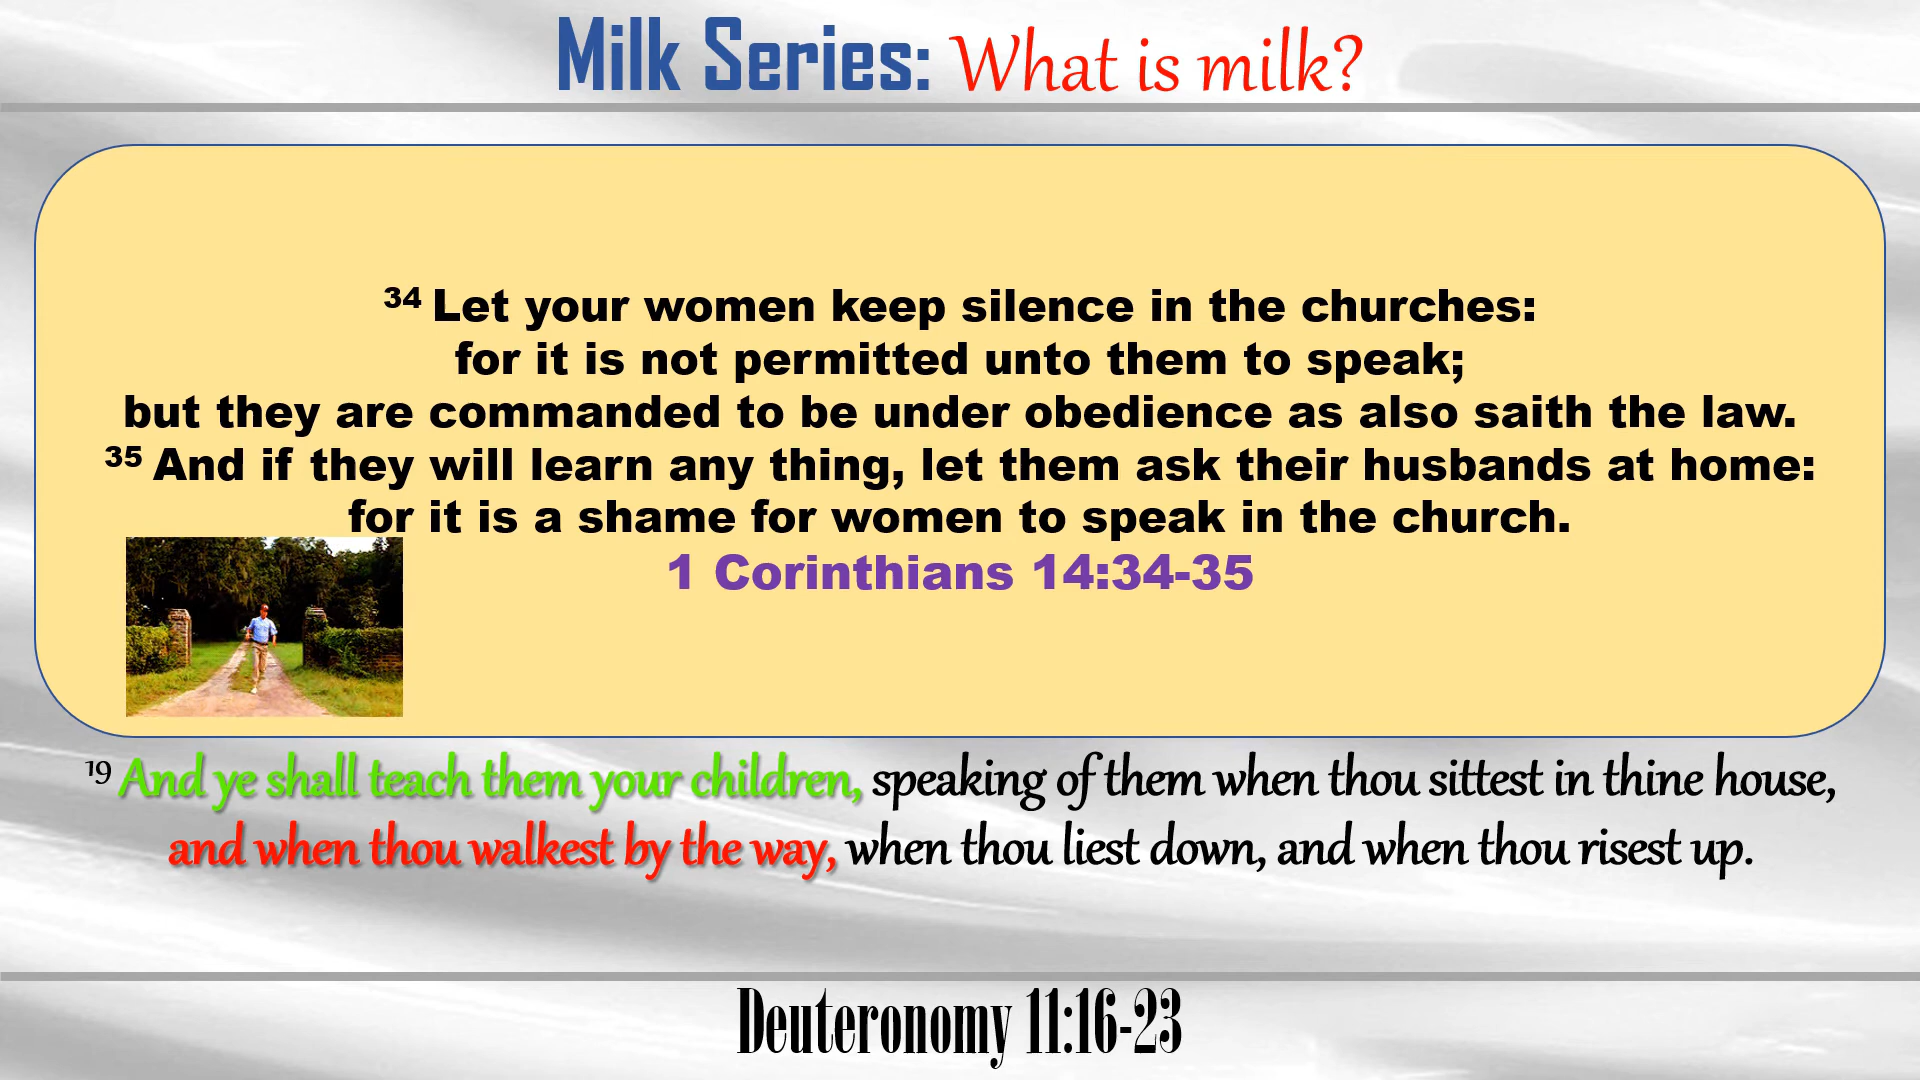 Milk Series: What is milk?
34 Let your women keep silence in the churches:
for it is not permitted unto them to speak;
but they are commanded to be under obedience as also saith the law.
35 And if they will learn any thing, let them ask their husbands at home:
for it is a shame for women to speak in the church.
1 Corinthians 14:34-35
19 And ye shall teach them your children, speaking of them when thou sittest in thine house,
and when thou walkest by the way, when thou liest down, and when thou risest up.
Deuteronomy 11:16-23